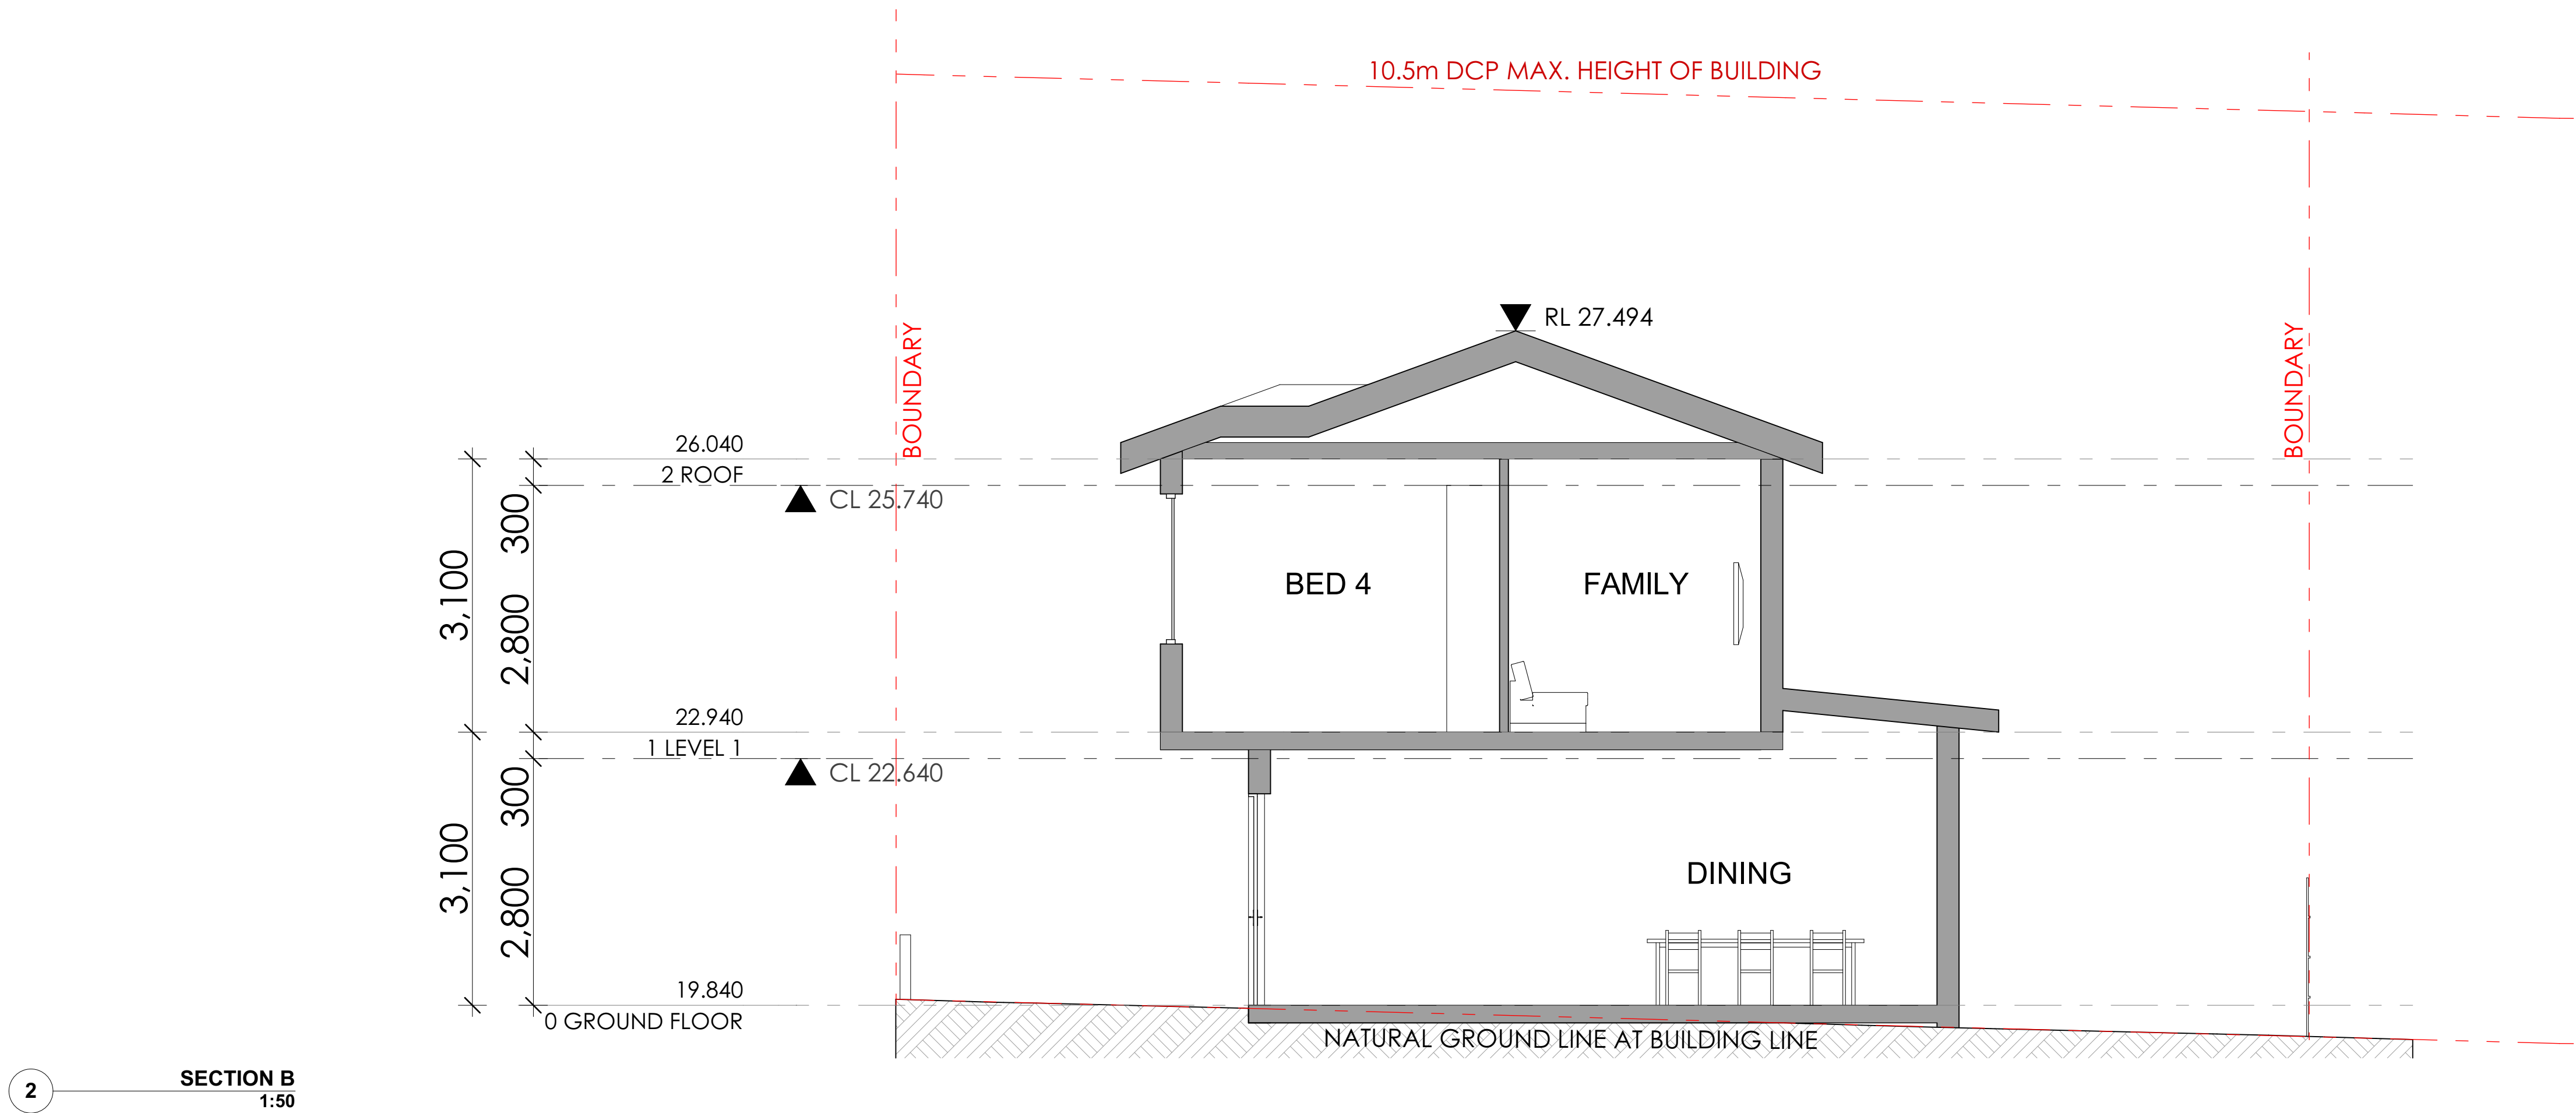 10.5m DCP MAX. HEIGHT OF BUILDING
RL 27.494
BOUNDARY
BOUNDARY
26.040
2 ROOF
CL 25.740
300
3,100
2,800
BED 4
FAMILY
22.940
1 LEVEL 1
CL 22.640
300
3,100
2,800
DINING
19.840
0 GROUND FLOOR
NATURAL GROUND LINE AT BUILDING LINE
2
SECTION B
1:50